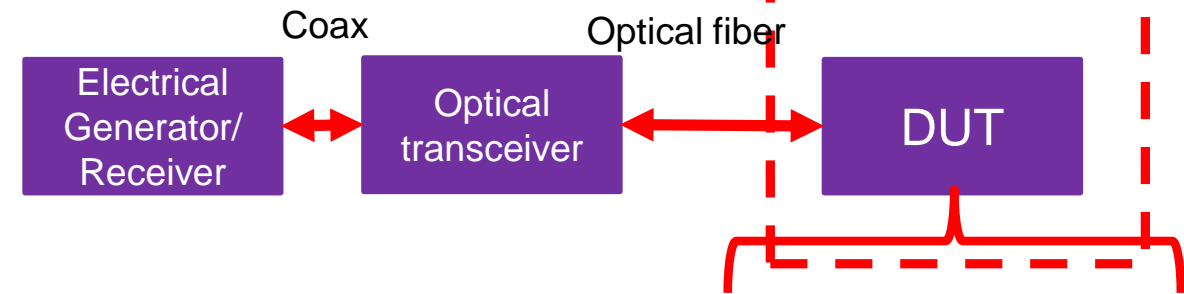 Coax
Optical fiber
Electrical
Generator/
Receiver
Optical
transceiver
DUT